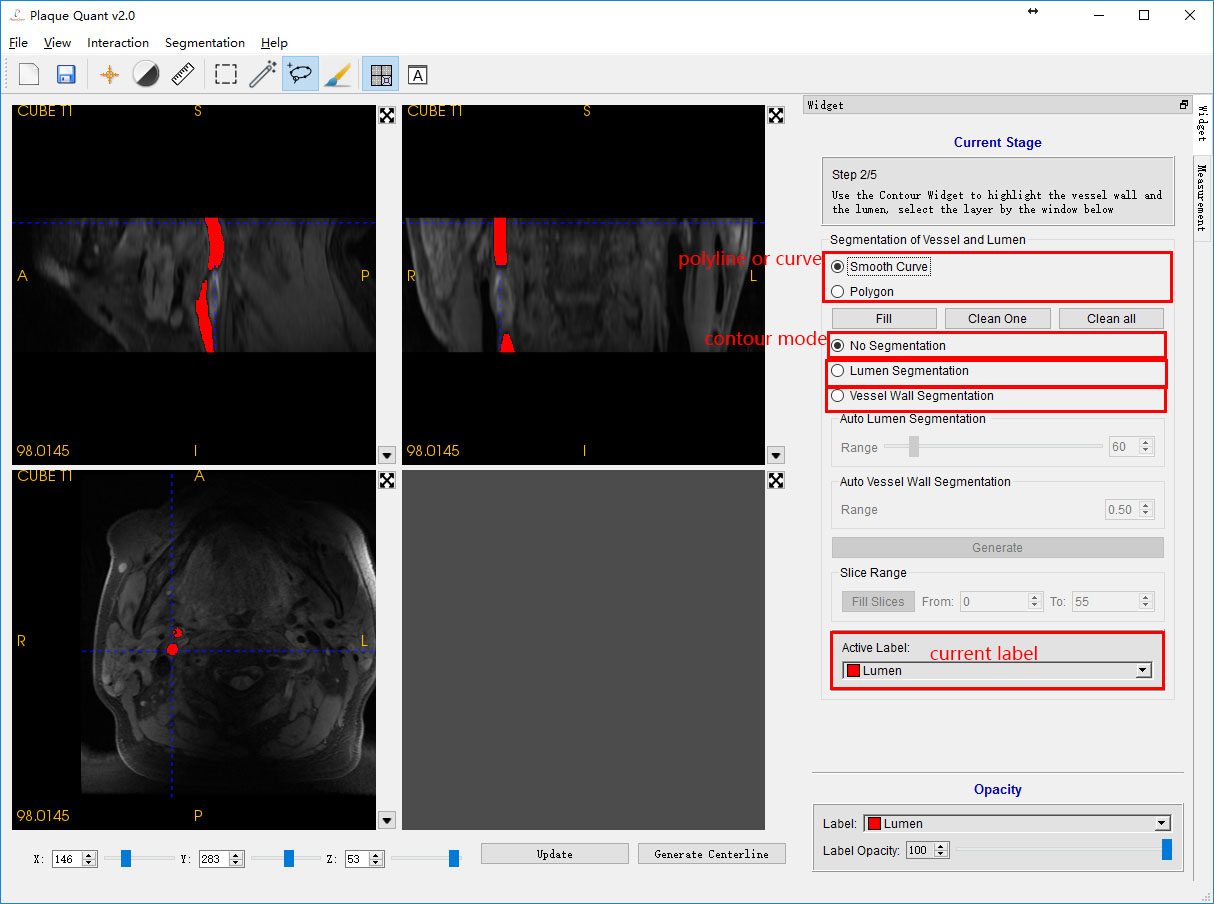 Plaque Quant v2.0
File View Interaction Segmentation Help
A
CUBE T1
S
A
P
98.0145
I
CUBE T1
S
R
L
98.0145
I
CUBE T1
A
R
L
98.0145
P
X: 146 Y: 283 Z: 53
Update
Generate Centerline
Widget
Widget
Measurement
Current Stage
Step 2/5
Use the Contour Widget to highlight the vessel wall and
the lumen, select the layer by the window below
Segmentation of Vessel and Lumen
polyline or curve
Smooth Curve
Polygon
Fill Clean One Clean all
contour mode
No Segmentation
Lumen Segmentation
Vessel Wall Segmentation
Auto Lumen Segmentation
Range 60
Auto Vessel Wall Segmentation
Range 0.50
Generate
Slice Range
Fill Slices From: 0 To: 55
Active Label:
current label
Lumen
Opacity
Label: Lumen
Label Opacity: 100